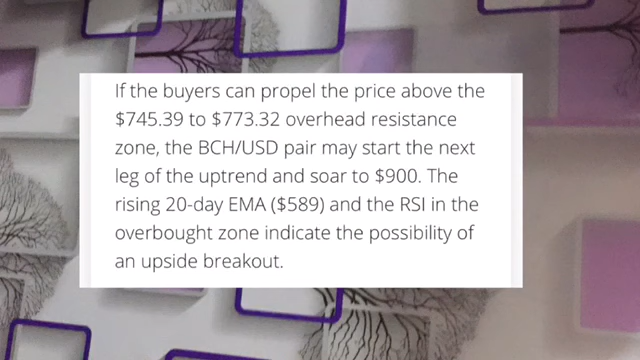 If the buyers can propel the price above the
$745.39 to $773.32 overhead resistance
zone, the BCH/USD pair may start the next
leg of the uptrend and soar to $900. The
rising 20-day EMA ($589) and the RSI in the
overbought zone indicate the possibility of
an upside breakout.